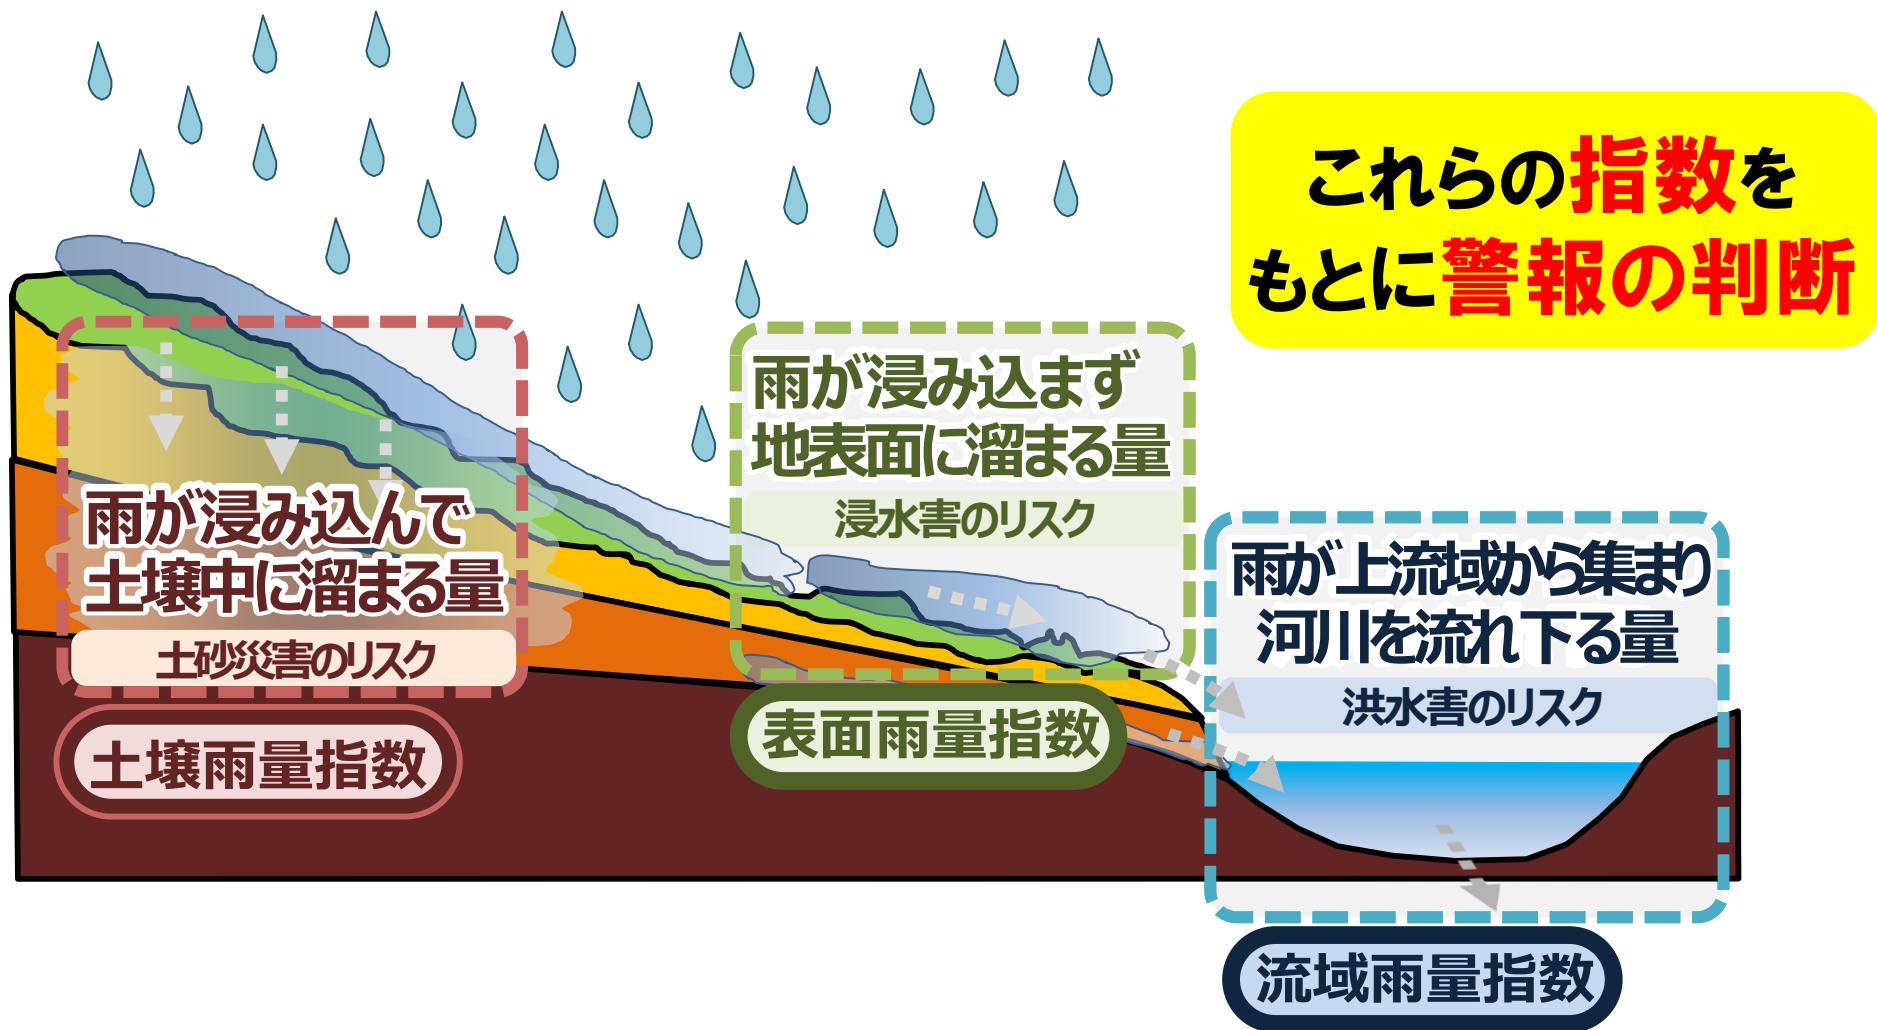 これらの指数を
もとに警報の判断
雨が浸み込んで
土壌中に溜まる量
土砂災害のリスク
土壌雨量指数
雨が浸み込まず
地表面に溜まる量
浸水害のリスク
表面雨量指数
雨が上流域から集まり
河川を流れ下る量
洪水害のリスク
流域雨量指数